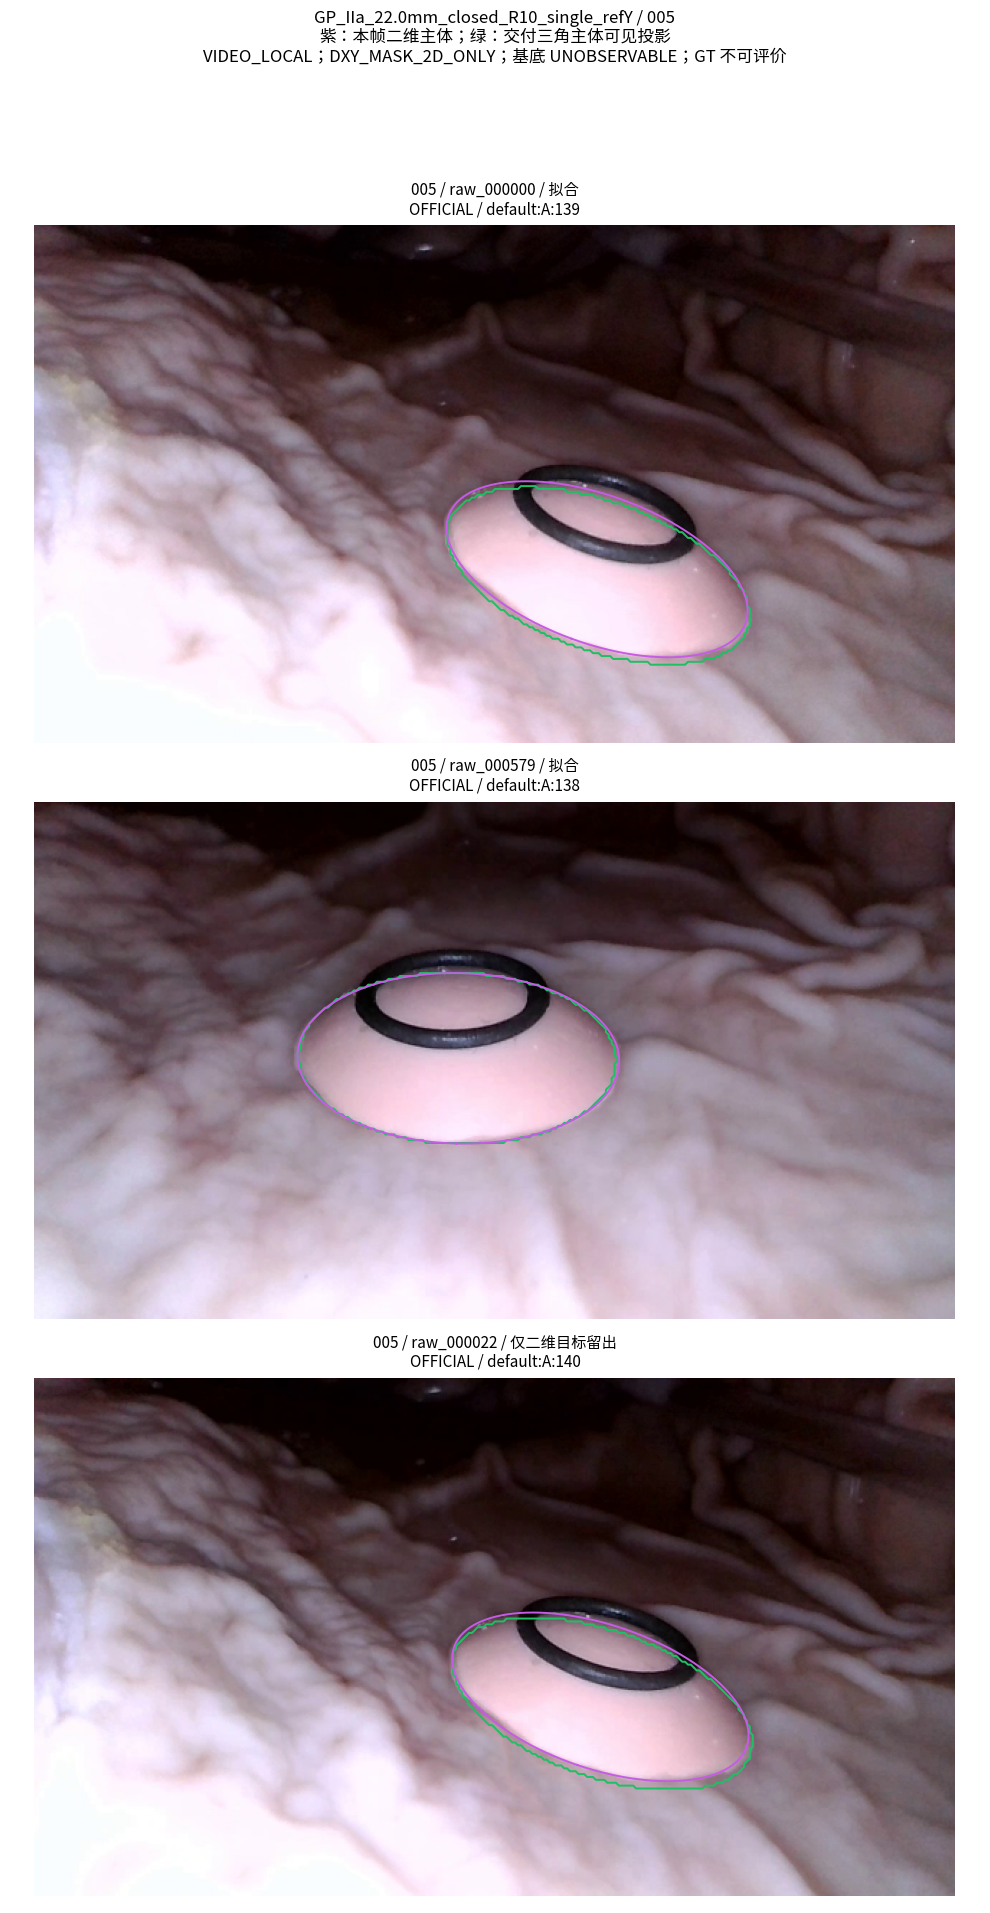 GP_IIa_22.0mm_closed_R10_single_refY / 005
紫：本帧二维主体；绿：交付三角主体可见投影
VIDEO_LOCAL；DXY_MASK_2D_ONLY；基底 UNOBSERVABLE；GT 不可评价
005 / raw_000000 / 拟合
OFFICIAL / default:A:139
005 / raw_000579 / 拟合
OFFICIAL / default:A:138
005 / raw_000022 / 仅二维目标留出
OFFICIAL / default:A:140